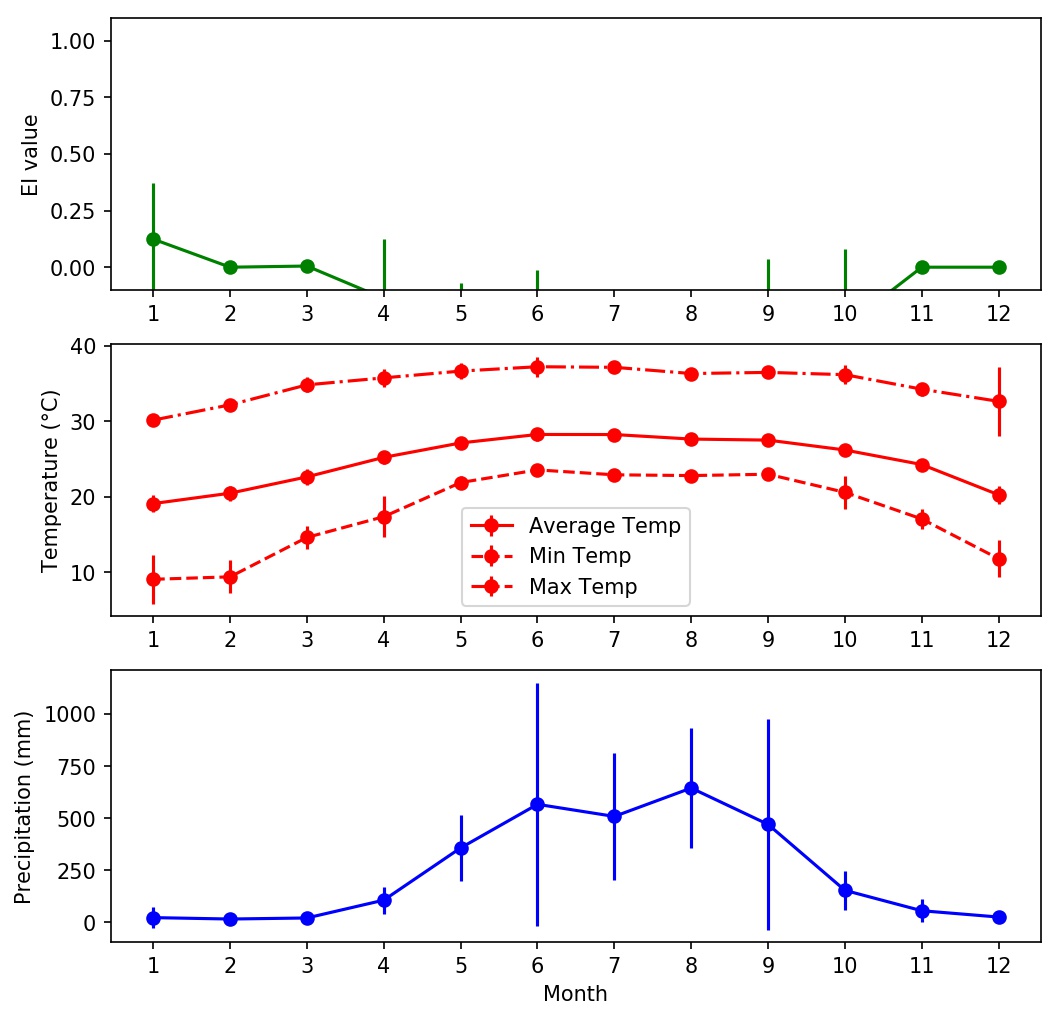 EI value
1.00
0.75
0.50
0.25
0.00
1 2 3 4 5 6 7 8 9 10 11 12
Temperature (°C)
40
30
20
10
Average Temp
Min Temp
Max Temp
1 2 3 4 5 6 7 8 9 10 11 12
Precipitation (mm)
1000
750
500
250
0
1 2 3 4 5 6 7 8 9 10 11 12
Month